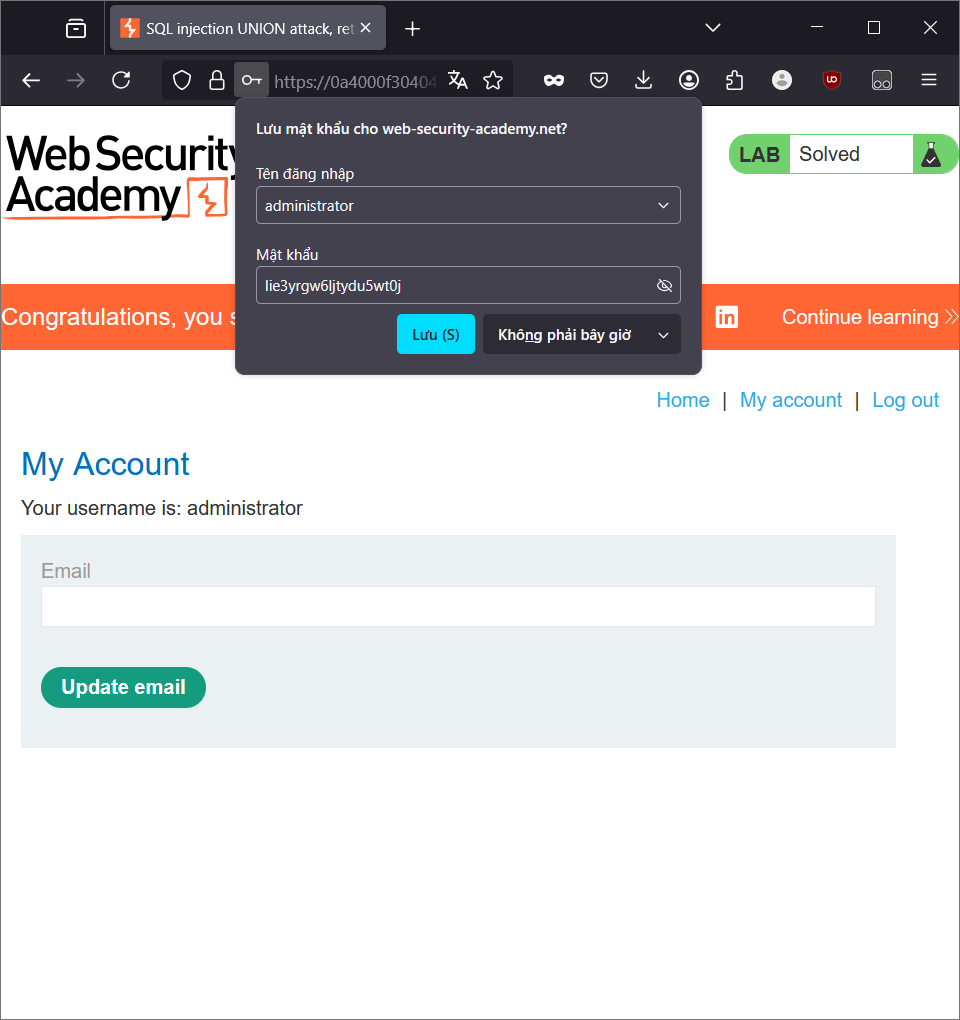 SQL injection UNION attack, ret
https://0a4000f30404
Web Security
Academy
Lưu mật khẩu cho web-security-academy.net?
Tên đăng nhập
administrator
Mật khẩu
lie3yrgw6ljtydu5wt0j
Lưu (S)
Không phải bây giờ
LAB
Solved
Congratulations, you s
in
Continue learning
Home | My account | Log out
My Account
Your username is: administrator
Email
Update email